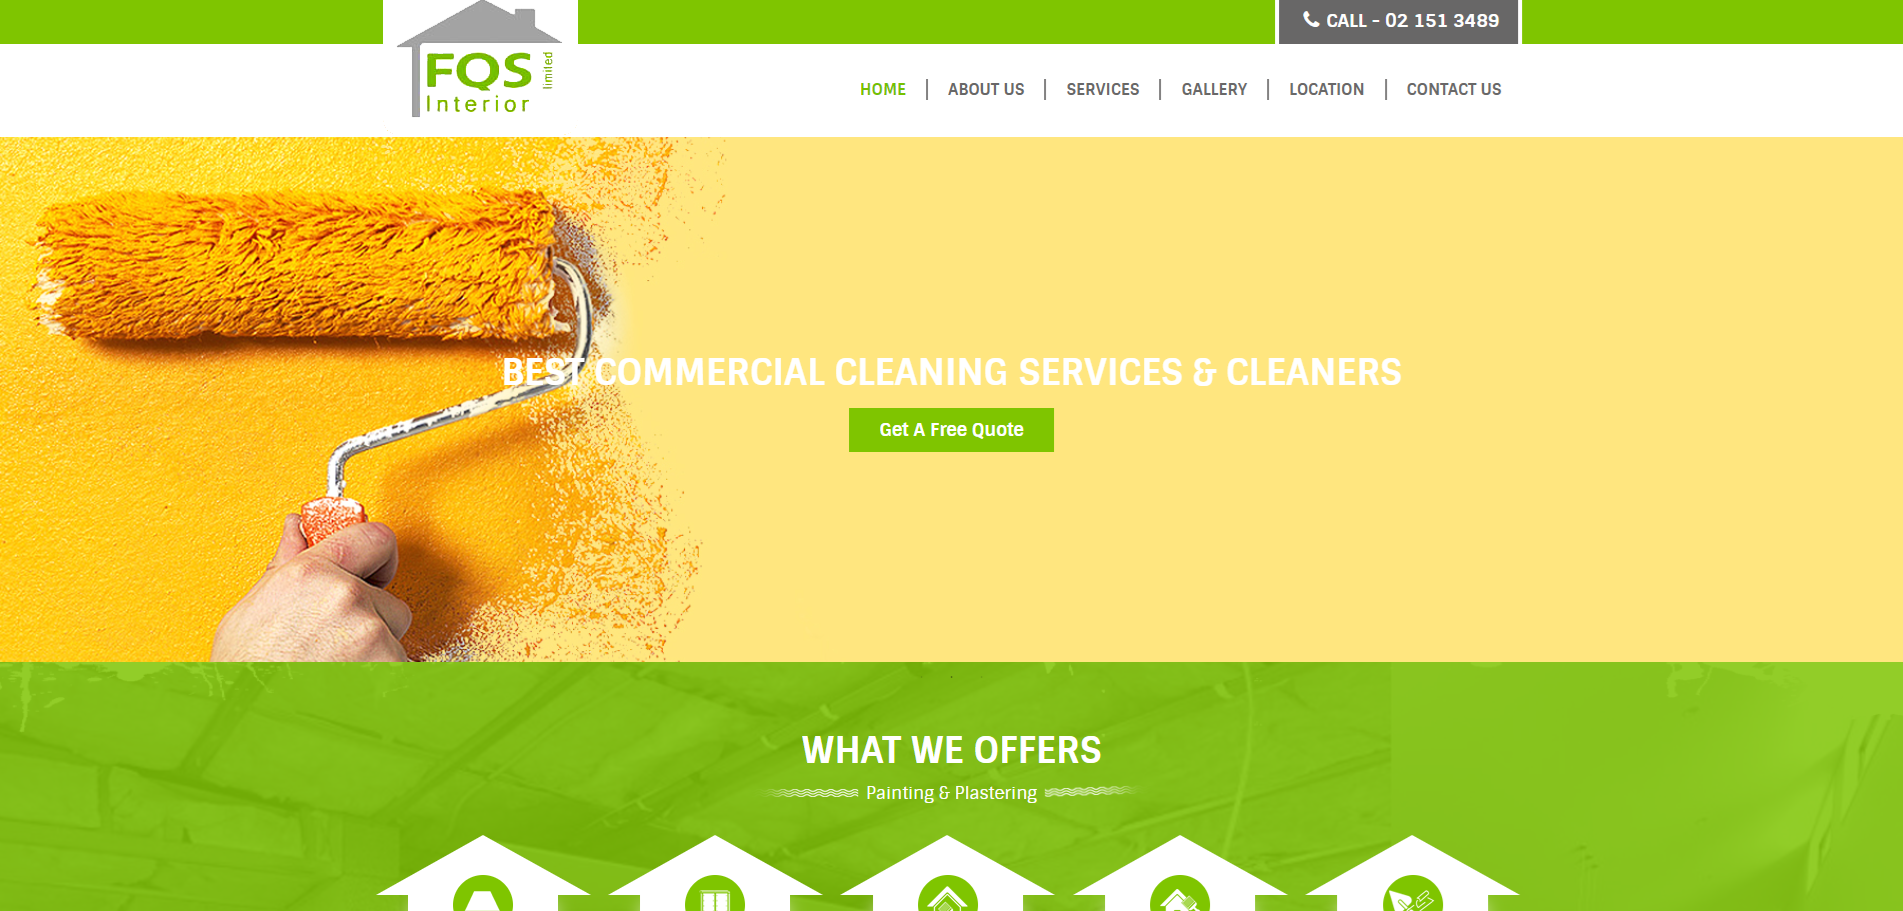 CALL - 02 151 3489
FQS
limited
Interior
HOME
ABOUT US
SERVICES
GALLERY
LOCATION
CONTACT US
BEST COMMERCIAL CLEANING SERVICES & CLEANERS
Get A Free Quote
WHAT WE OFFERS
Painting & Plastering